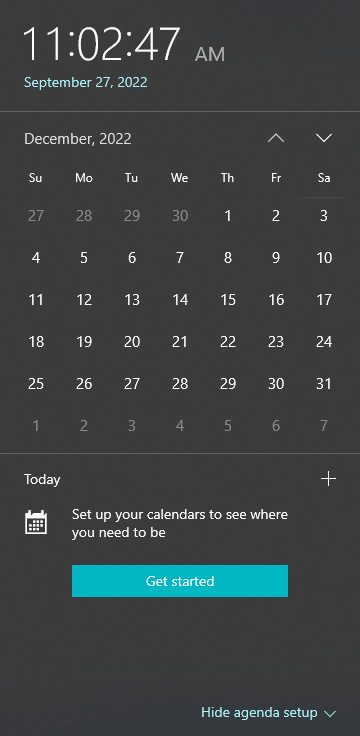 11:02:47 AM
September 27, 2022
December, 2022
Su Mo Tu We Th Fr Sa
27 28 29 30 1 2 3
4 5 6 7 8 9 10
11 12 13 14 15 16 17
18 19 20 21 22 23 24
25 26 27 28 29 30 31
1 2 3 4 5 6 7
Today
Set up your calendars to see where
you need to be
Get started
Hide agenda setup